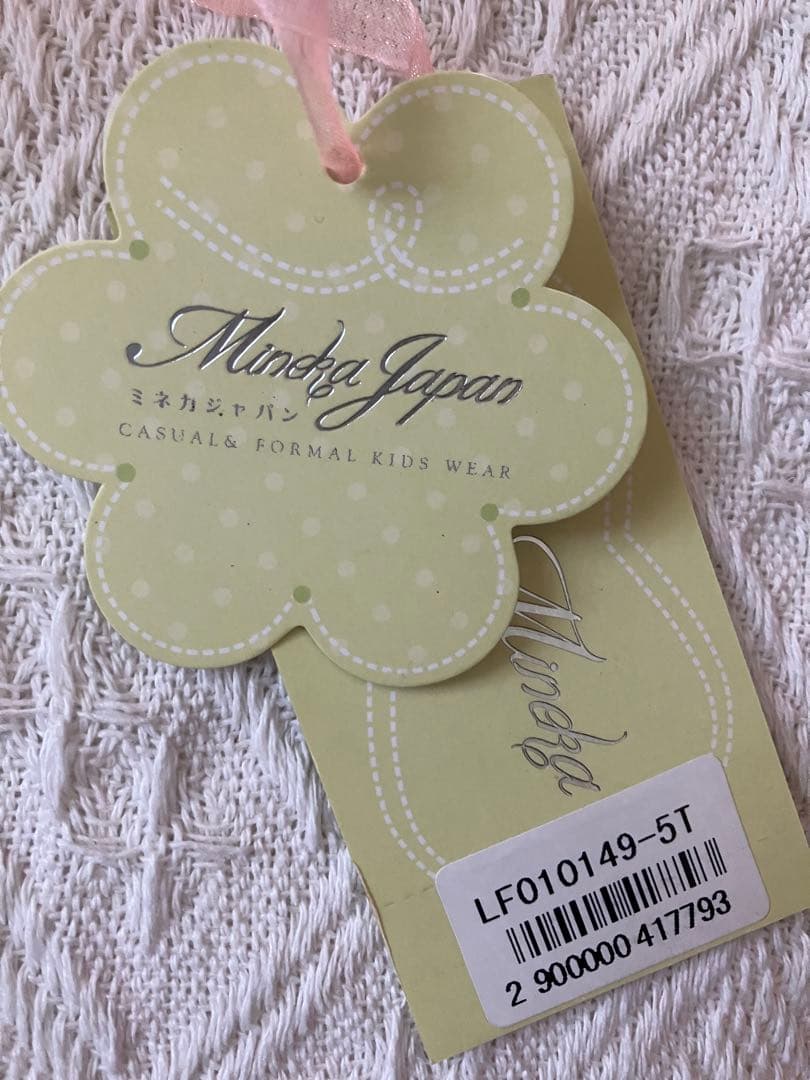 Mineka Japan
ミネカジャパン
CASUAL& FORMAL KIDS WEAR
Mineka
LF010149-5T
2 900000 417793